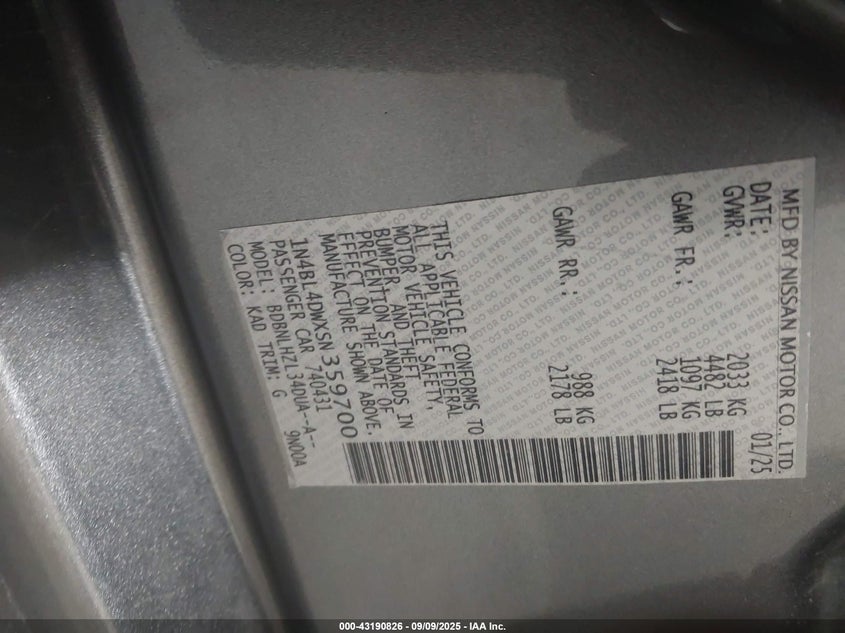 MFD BY NISSAN MOTOR CO., LTD.
DATE: 01/25
GVWR: 2033 KG
4482 LB
GAWR FR.: 1097 KG
2418 LB
GAWR RR.: 988 KG
2178 LB
THIS VEHICLE CONFORMS TO
ALL APPLICABLE FEDERAL
MOTOR VEHICLE SAFETY,
BUMPER, AND THEFT
PREVENTION STANDARDS IN
EFFECT ON THE DATE OF
MANUFACTURE SHOWN ABOVE.
1N4BL4DWXSN359700
PASSENGER CAR 740431
MODEL: BDBNLHZL34DUA--A--
COLOR: KAD TRIM: G 9N00A
000-43190826 - 09/09/2025 - IAA Inc.